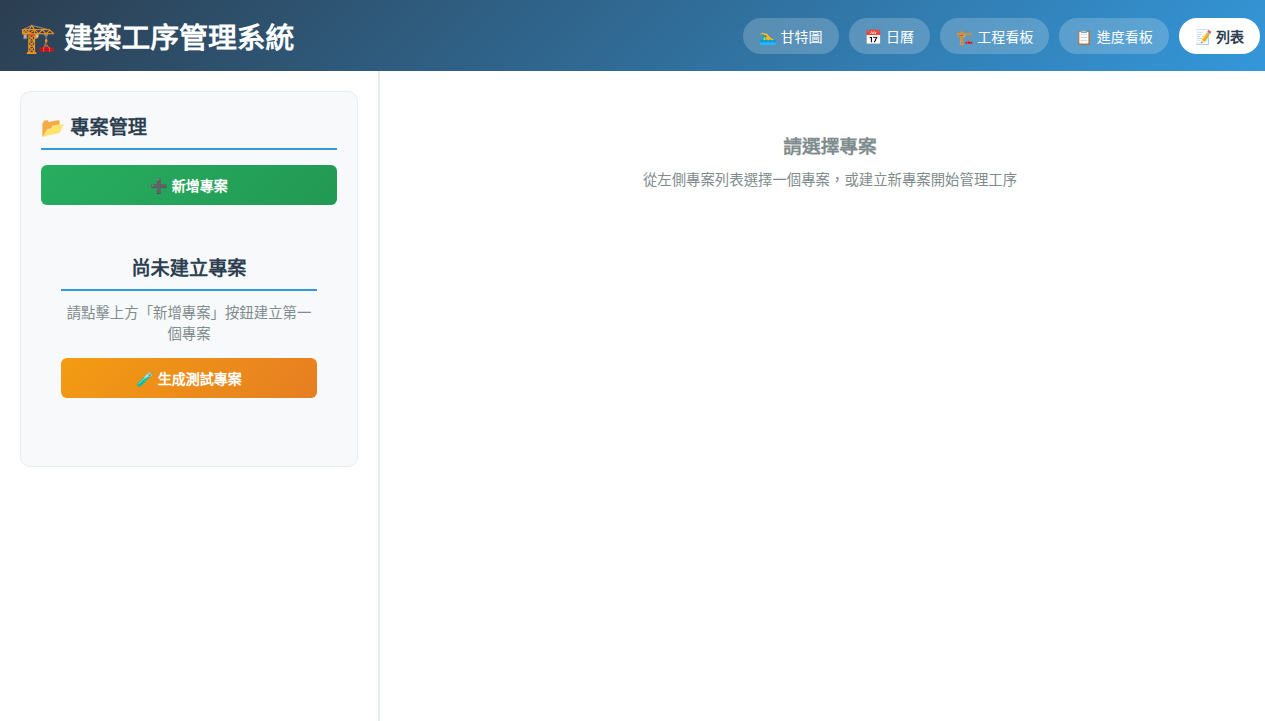 🏗️ 建築工序管理系統
🏊 甘特圖
📅 日曆
🏗️ 工程看板
📋 進度看板
📝 列表
📂 專案管理
➕ 新增專案
尚未建立專案
請點擊上方「新增專案」按鈕建立第一
個專案
🧪 生成測試專案
請選擇專案
從左側專案列表選擇一個專案，或建立新專案開始管理工序